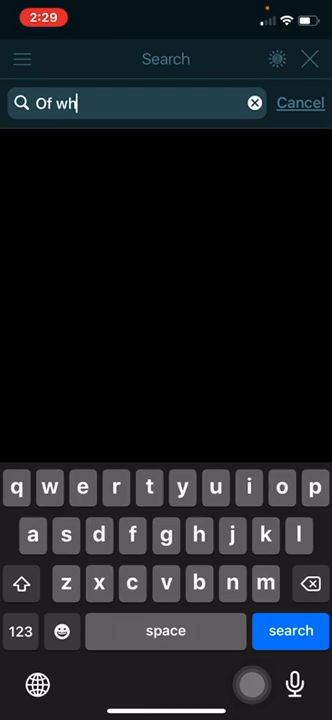 2:29
Search
Of wh
Cancel
q w e r t y u i o p
a s d f g h j k l
z x c v b n m
123 space search